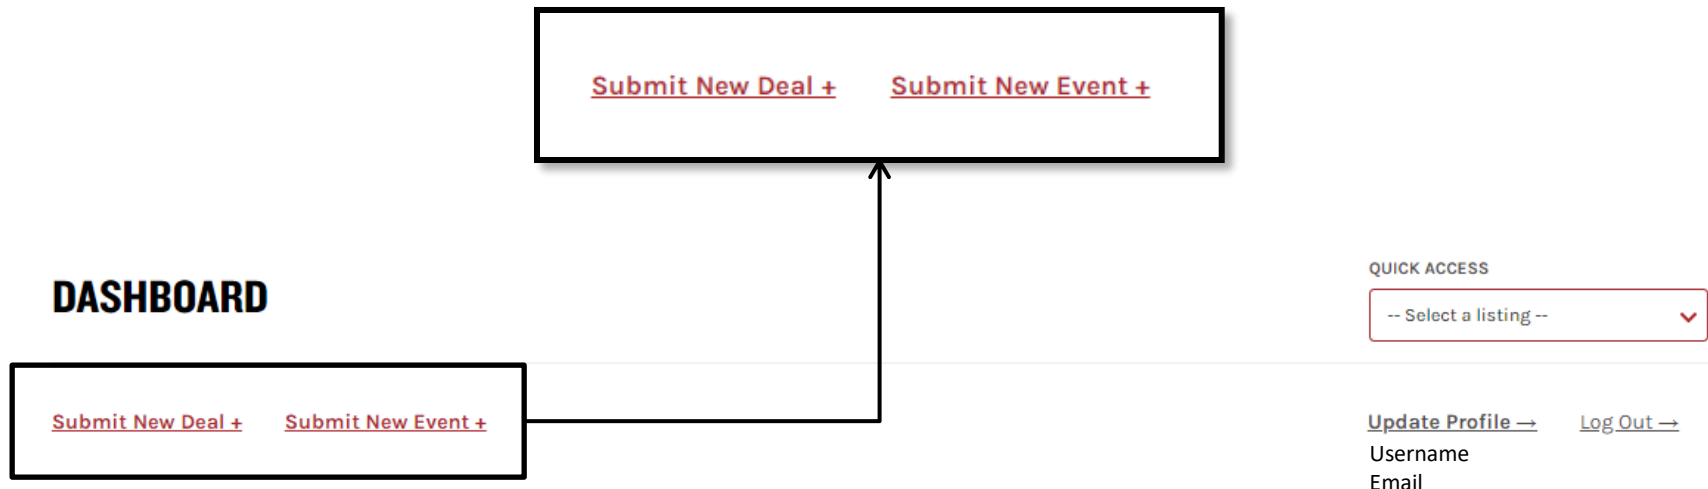 Submit New Deal + Submit New Event +
QUICK ACCESS
DASHBOARD
-- Select a listing --
Submit New Deal + Submit New Event +
Update Profile → Log Out →
Username
Email